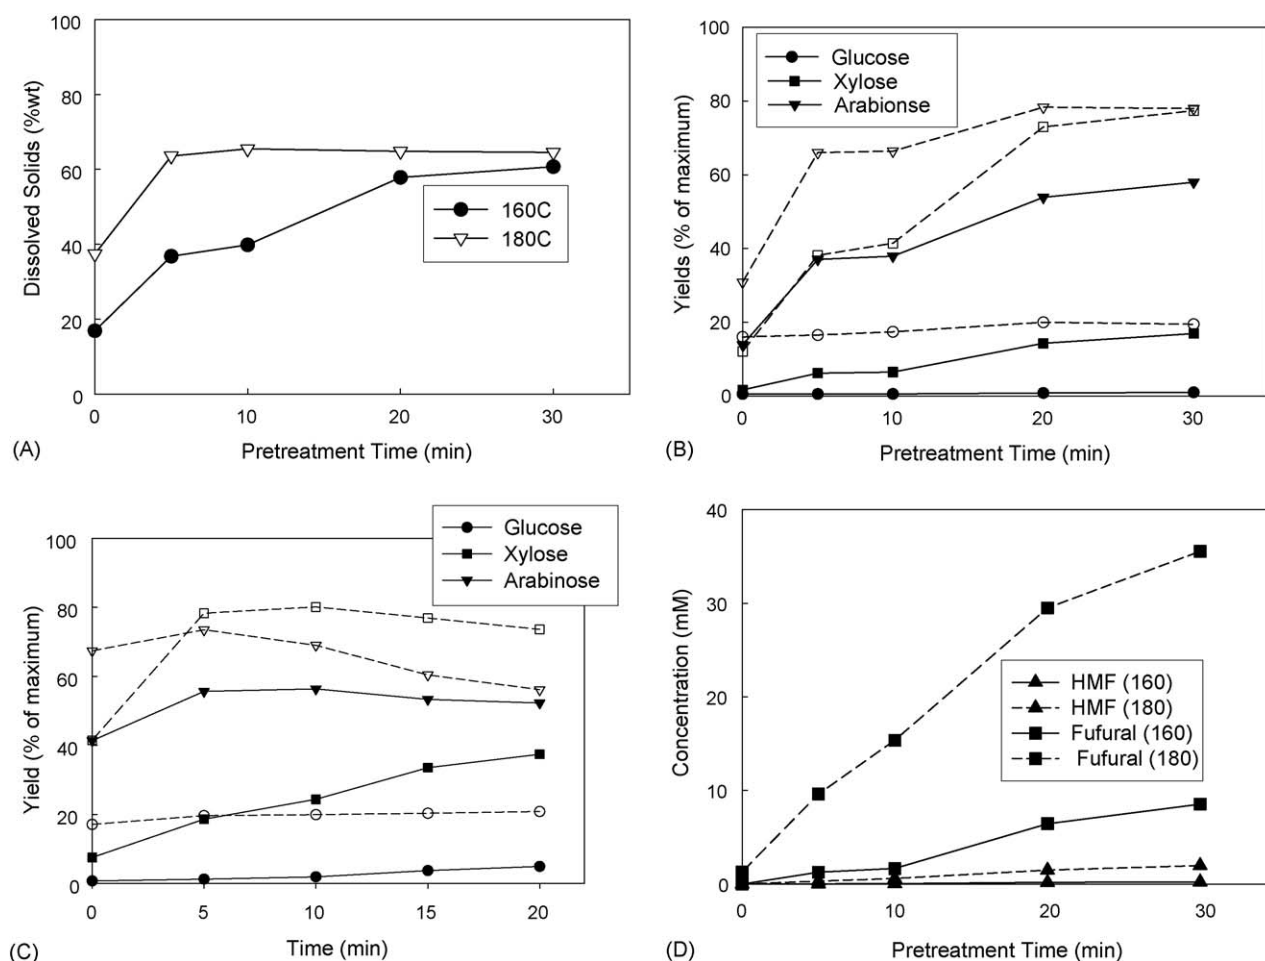 100
80
60
40
20
0
Dissolved Solids (%wt)
160C
180C
0 10 20 30
(A) Pretreatment Time (min)
100
80
60
40
20
0
Yields (% of maximum)
Glucose
Xylose
Arabionse
0 10 20 30
(B) Pretreatment Time (min)
100
80
60
40
20
0
Yield (% of maximum)
Glucose
Xylose
Arabinose
0 5 10 15 20
(C) Time (min)
40
30
20
10
0
Concentration (mM)
HMF (160)
HMF (180)
Fufural (160)
Fufural (180)
0 10 20 30
(D) Pretreatment Time (min)